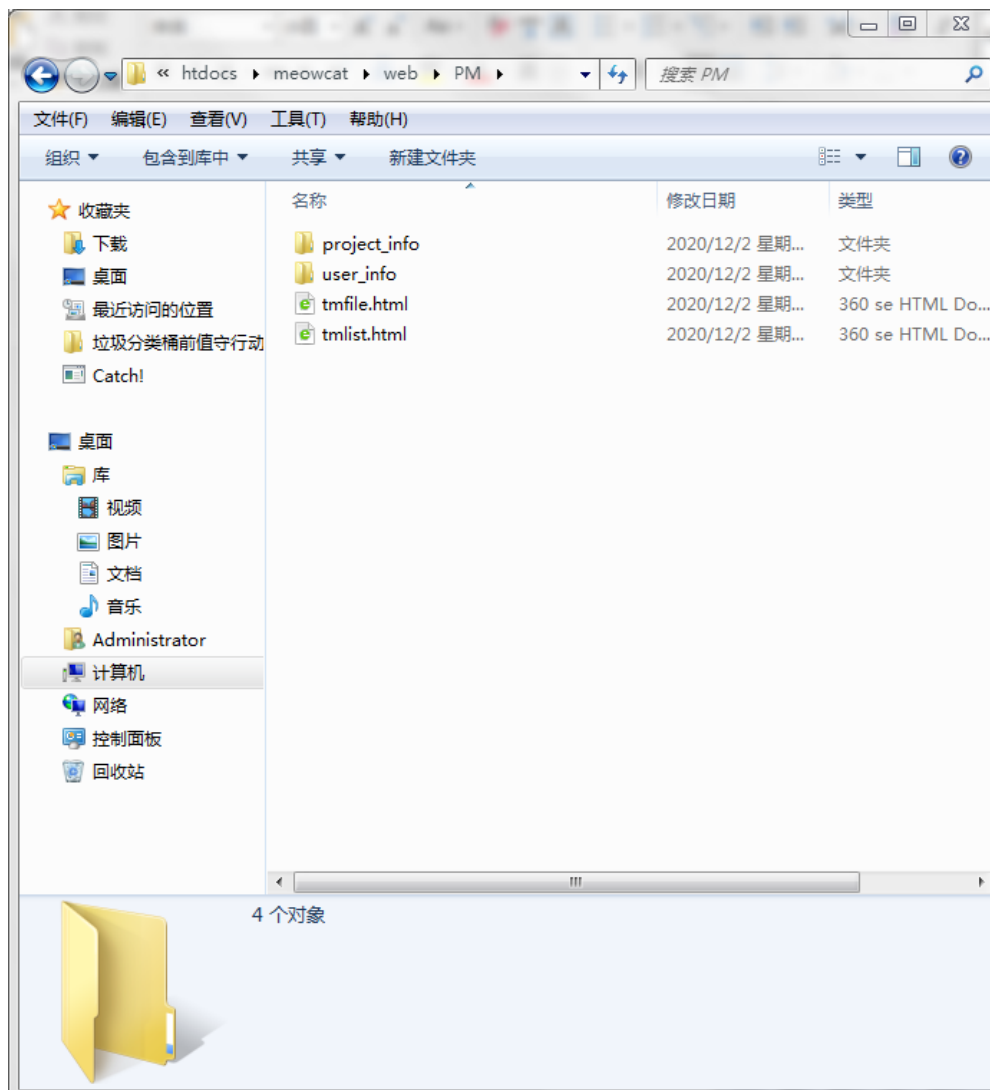 « htdocs ▸ meowcat ▸ web ▸ PM ▸ 搜索 PM
文件(F) 编辑(E) 查看(V) 工具(T) 帮助(H)
组织 包含到库中 共享 新建文件夹
名称 修改日期 类型
收藏夹
下载
桌面
最近访问的位置
垃圾分类桶前值守行动
Catch!
桌面
库
视频
图片
文档
音乐
Administrator
计算机
网络
控制面板
回收站
project_info 2020/12/2 星期... 文件夹
user_info 2020/12/2 星期... 文件夹
tmfile.html 2020/12/2 星期... 360 se HTML Do...
tmlist.html 2020/12/2 星期... 360 se HTML Do...
4 个对象